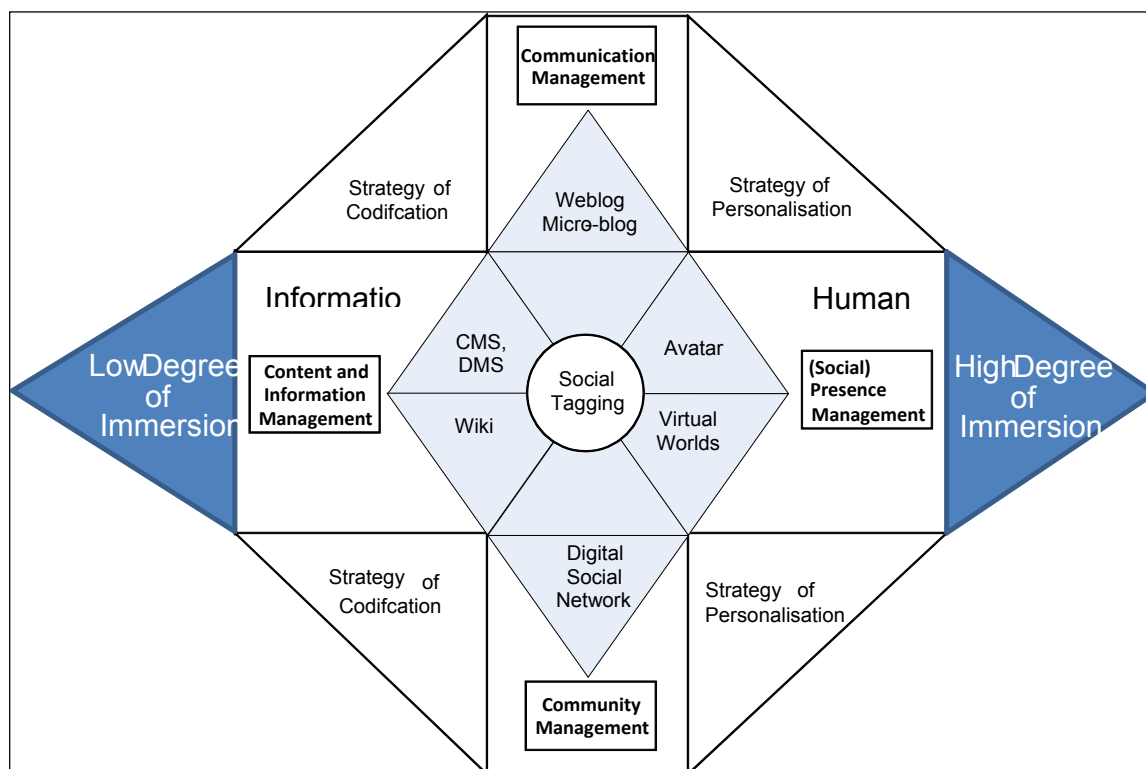 Communication
Management
Strategy of
Codifcation
Weblog
Micro-blog
Strategy of
Personalisation
Informatio
Human
LowDegree
of
Immersion
Content and
Information
Management
CMS,
DMS
Wiki
Social
Tagging
Avatar
Virtual
Worlds
(Social)
Presence
Management
HighDegree
of
Immersion
Strategy of
Codifcation
Digital
Social
Network
Strategy of
Personalisation
Community
Management